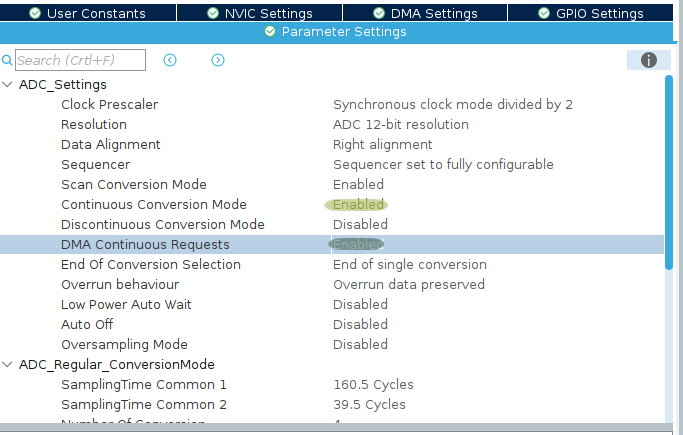 User Constants NVIC Settings DMA Settings GPIO Settings
Parameter Settings
Search (Crtl+F)
ADC_Settings
Clock Prescaler Synchronous clock mode divided by 2
Resolution ADC 12-bit resolution
Data Alignment Right alignment
Sequencer Sequencer set to fully configurable
Scan Conversion Mode Enabled
Continuous Conversion Mode Enabled
Discontinuous Conversion Mode Disabled
DMA Continuous Requests Enabled
End Of Conversion Selection End of single conversion
Overrun behaviour Overrun data preserved
Low Power Auto Wait Disabled
Auto Off Disabled
Oversampling Mode Disabled
ADC_Regular_ConversionMode
SamplingTime Common 1 160.5 Cycles
SamplingTime Common 2 39.5 Cycles
Number Of Conversion 4